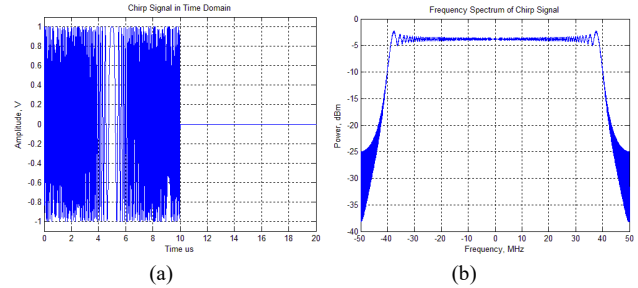 Chirp Signal in Time Domain
1
0.8
0.6
0.4
0.2
0
-0.2
-0.4
-0.6
-0.8
-1
Amplitude, V
0 2 4 6 8 10 12 14 16 18 20
Time us
(a)
Frequency Spectrum of Chirp Signal
0
-5
-10
-15
-20
-25
-30
-35
-40
Power, dBm
-50 -40 -30 -20 -10 0 10 20 30 40 50
Frequency, MHz
(b)